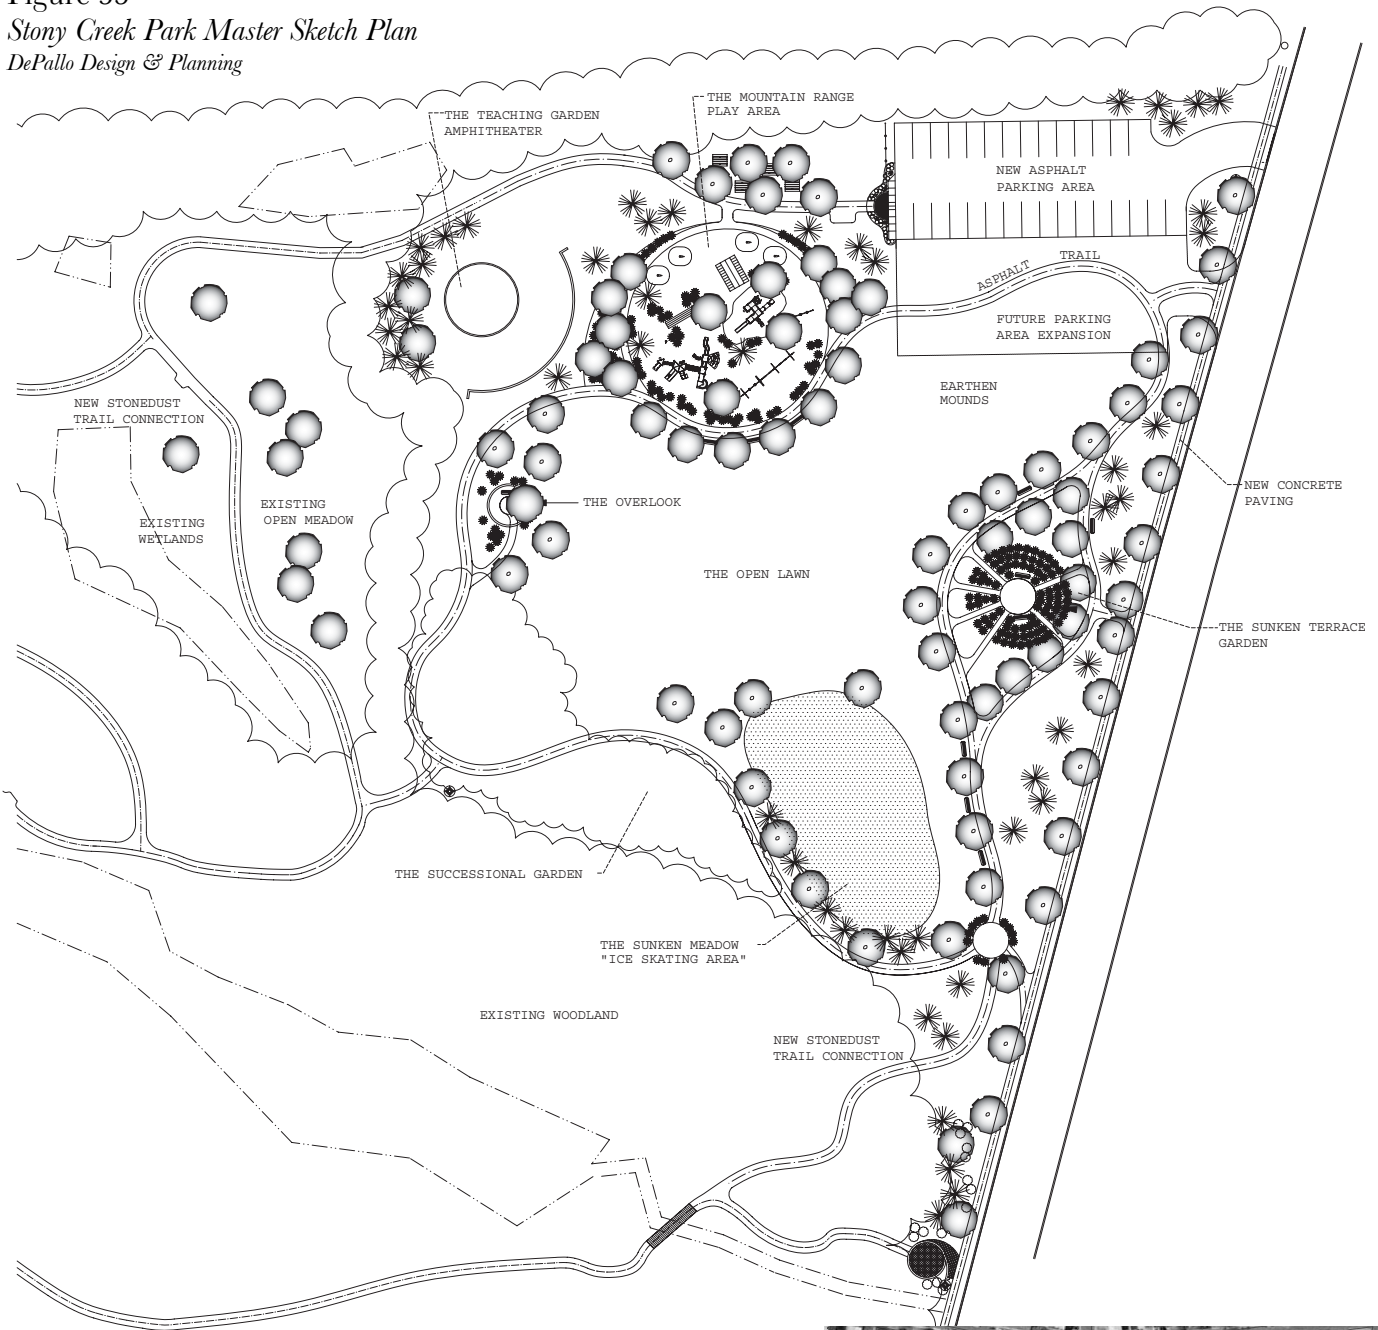 Figure 35
Stony Creek Park Master Sketch Plan
DePallo Design & Planning
THE TEACHING GARDEN
AMPHITHEATER
THE MOUNTAIN RANGE
PLAY AREA
NEW ASPHALT
PARKING AREA
ASPHALT TRAIL
FUTURE PARKING
AREA EXPANSION
EARTHEN
MOUNDS
NEW STONEDUST
TRAIL CONNECTION
EXISTING
WETLANDS
EXISTING
OPEN MEADOW
THE OVERLOOK
NEW CONCRETE
PAVING
THE OPEN LAWN
THE SUNKEN TERRACE
GARDEN
THE SUCCESSIONAL GARDEN
THE SUNKEN MEADOW
"ICE SKATING AREA"
EXISTING WOODLAND
NEW STONEDUST
TRAIL CONNECTION